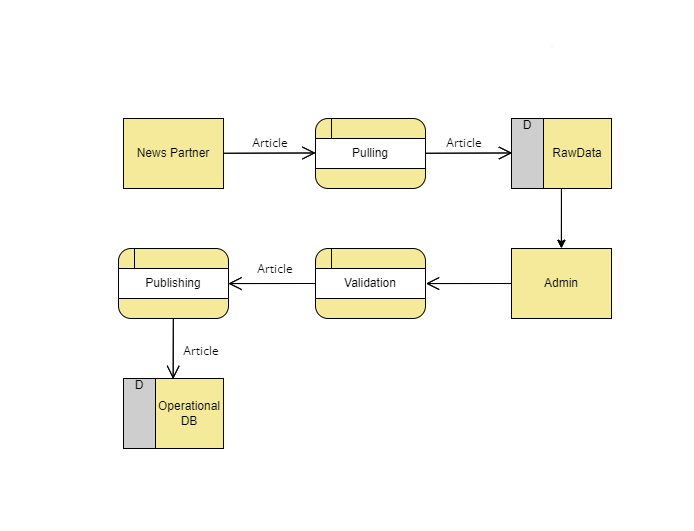 News Partner
Article
Pulling
Article
D
RawData
Publishing
Article
Validation
Admin
Article
D
Operational
DB